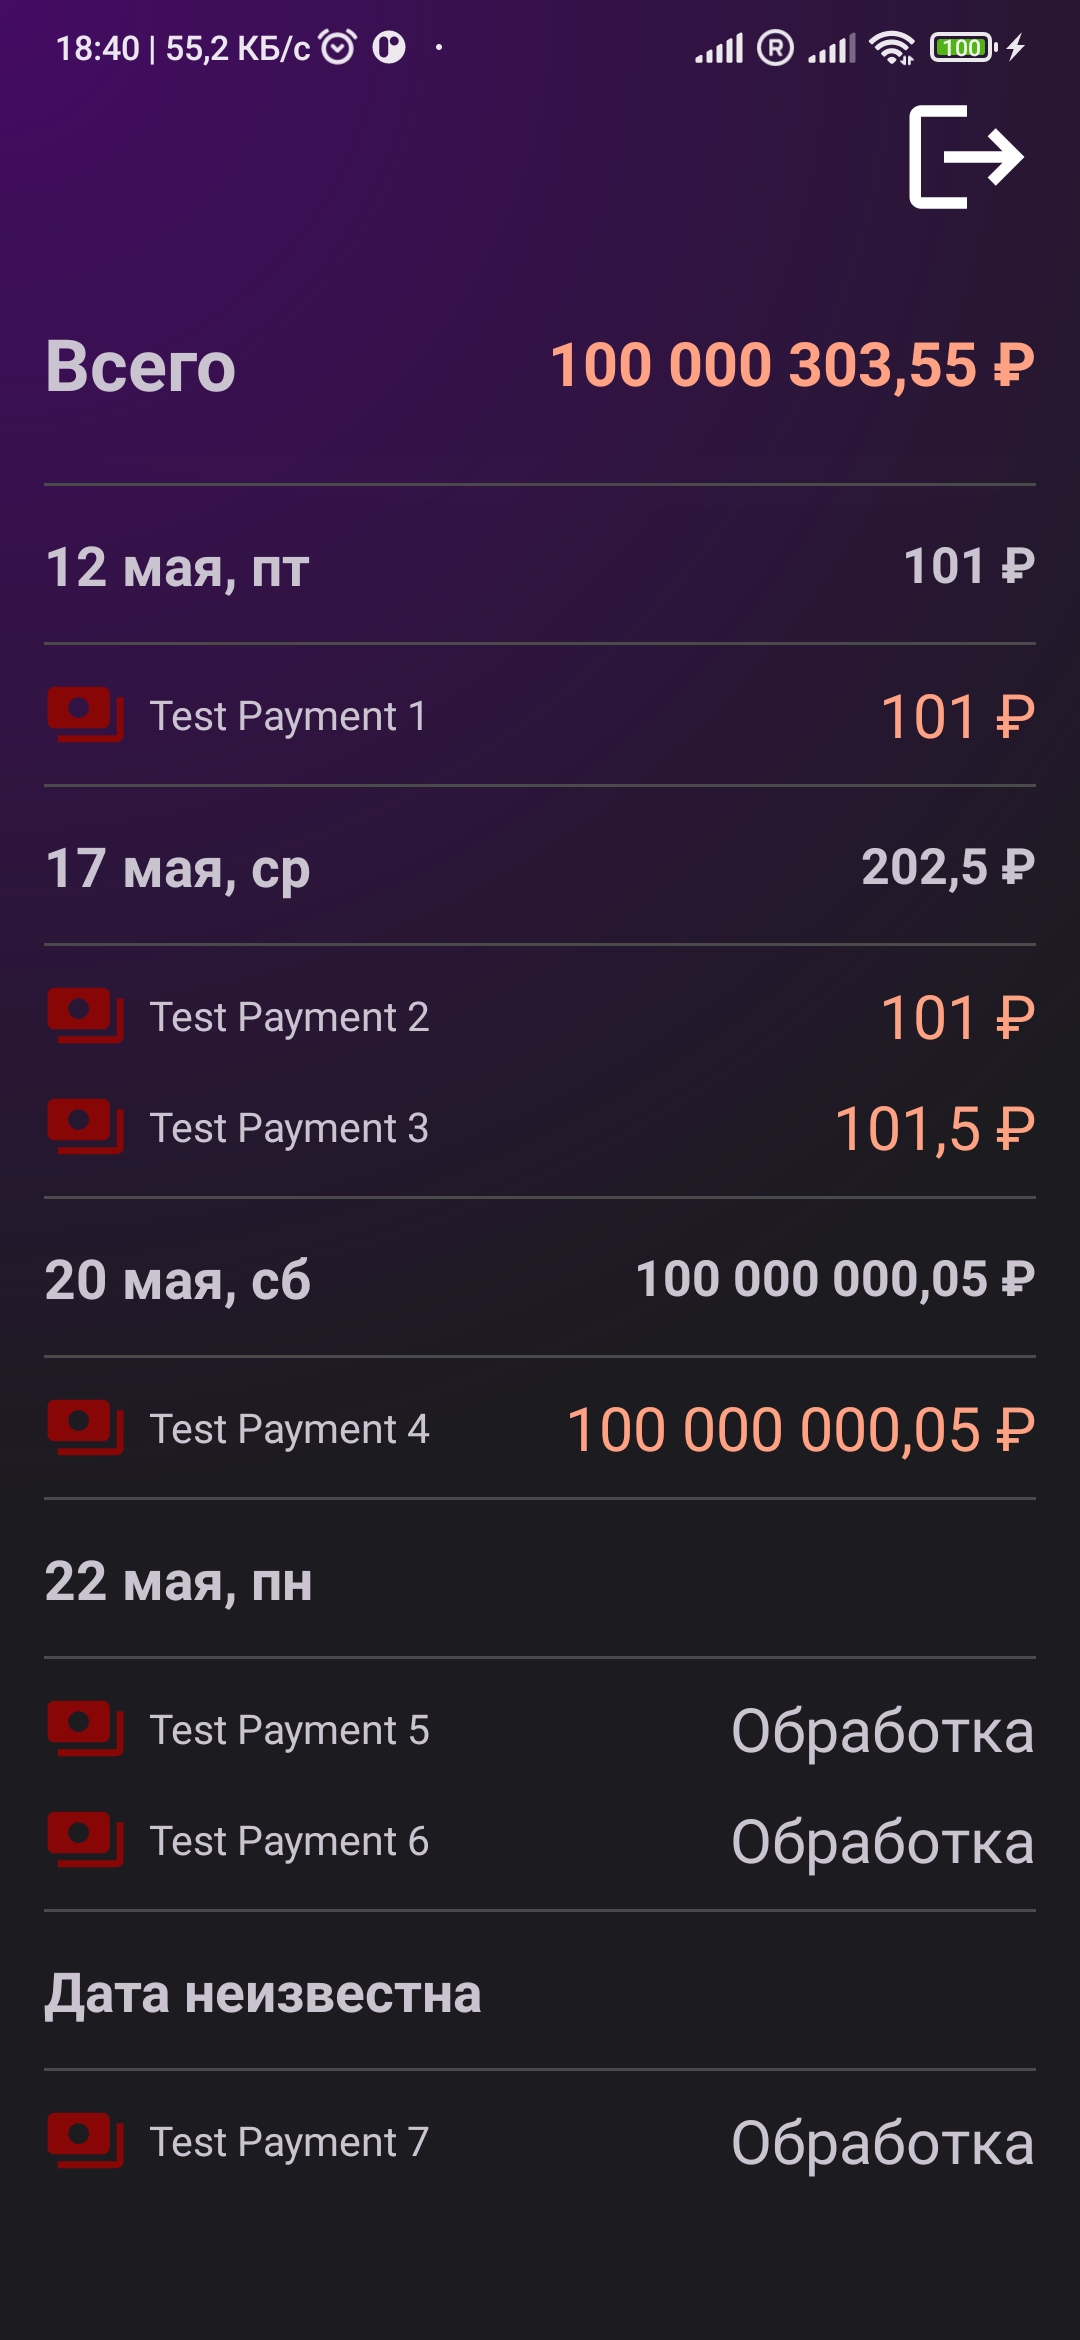 18:40 | 55,2 КБ/с
R
100
Всего 100 000 303,55 ₽
12 мая, пт 101 ₽
Test Payment 1 101 ₽
17 мая, ср 202,5 ₽
Test Payment 2 101 ₽
Test Payment 3 101,5 ₽
20 мая, сб 100 000 000,05 ₽
Test Payment 4 100 000 000,05 ₽
22 мая, пн
Test Payment 5 Обработка
Test Payment 6 Обработка
Дата неизвестна
Test Payment 7 Обработка